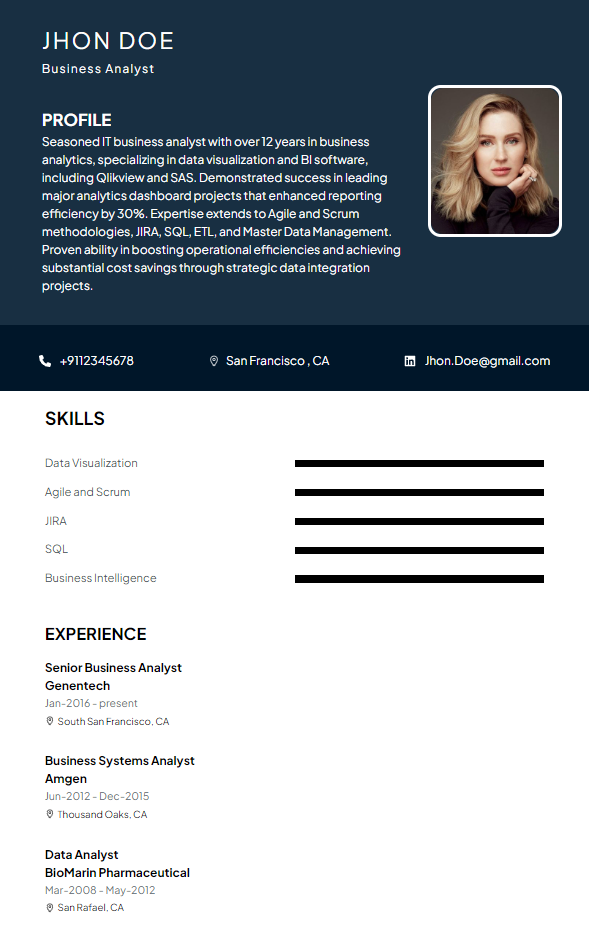 JHON DOE
Business Analyst
PROFILE
Seasoned IT business analyst with over 12 years in business
analytics, specializing in data visualization and BI software,
including Qlikview and SAS. Demonstrated success in leading
major analytics dashboard projects that enhanced reporting
efficiency by 30%. Expertise extends to Agile and Scrum
methodologies, JIRA, SQL, ETL, and Master Data Management.
Proven ability in boosting operational efficiencies and achieving
substantial cost savings through strategic data integration
projects.
+9112345678
San Francisco , CA
Jhon.Doe@gmail.com
SKILLS
Data Visualization
Agile and Scrum
JIRA
SQL
Business Intelligence
EXPERIENCE
Senior Business Analyst
Genentech
Jan-2016 - present
South San Francisco, CA
Business Systems Analyst
Amgen
Jun-2012 - Dec-2015
Thousand Oaks, CA
Data Analyst
BioMarin Pharmaceutical
Mar-2008 - May-2012
San Rafael, CA